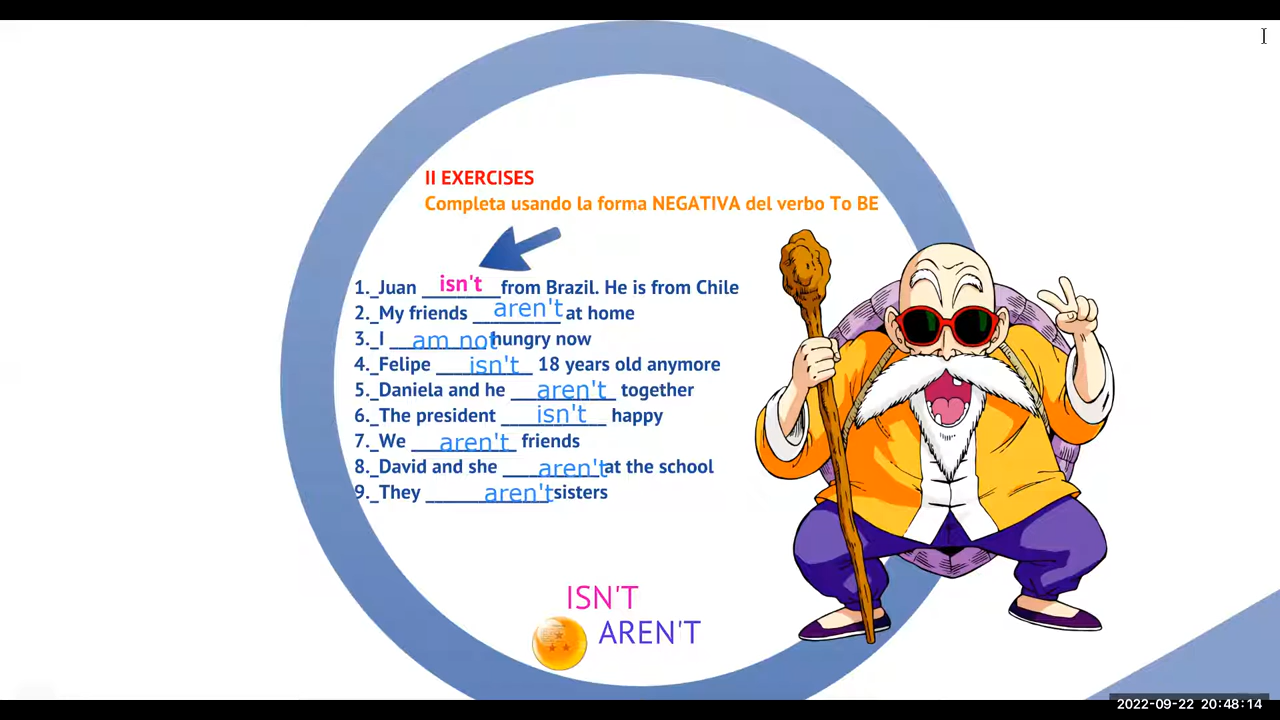 II EXERCISES
Completa usando la forma NEGATIVA del verbo To BE
1._Juan isn't from Brazil. He is from Chile
2._My friends aren't at home
3._I am not hungry now
4._Felipe isn't 18 years old anymore
5._Daniela and he aren't together
6._The president isn't happy
7._We aren't friends
8._David and she aren't at the school
9._They aren't sisters
ISN'T
AREN'T
2022-09-22 20:48:14